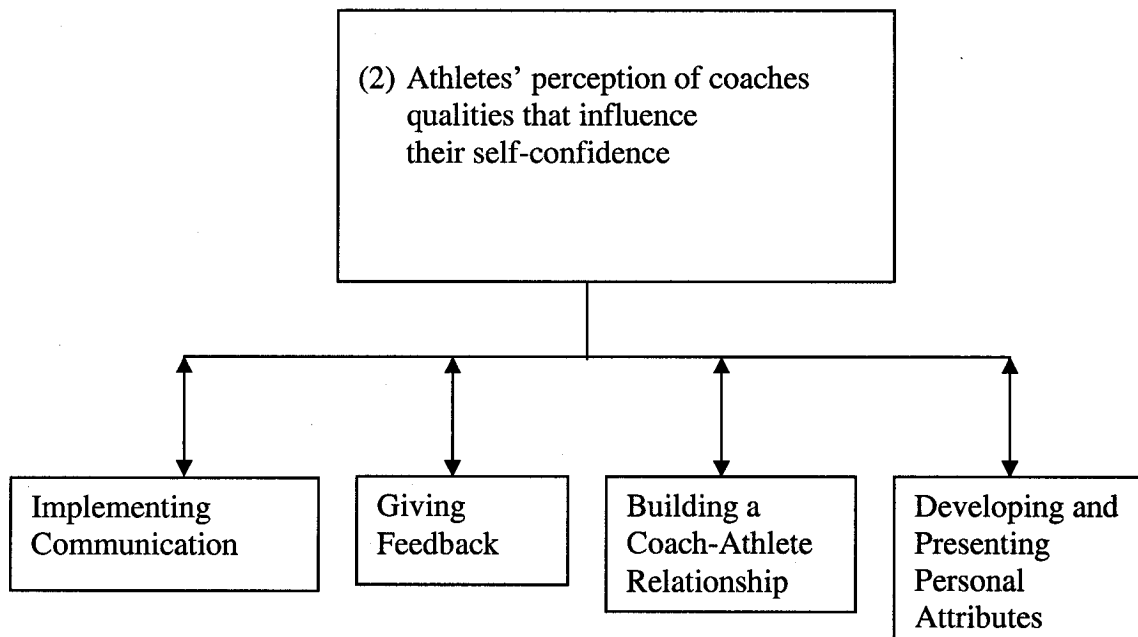 (2) Athletes' perception of coaches
qualities that influence
their self-confidence
Implementing
Communication
Giving
Feedback
Building a
Coach-Athlete
Relationship
Developing and
Presenting
Personal
Attributes